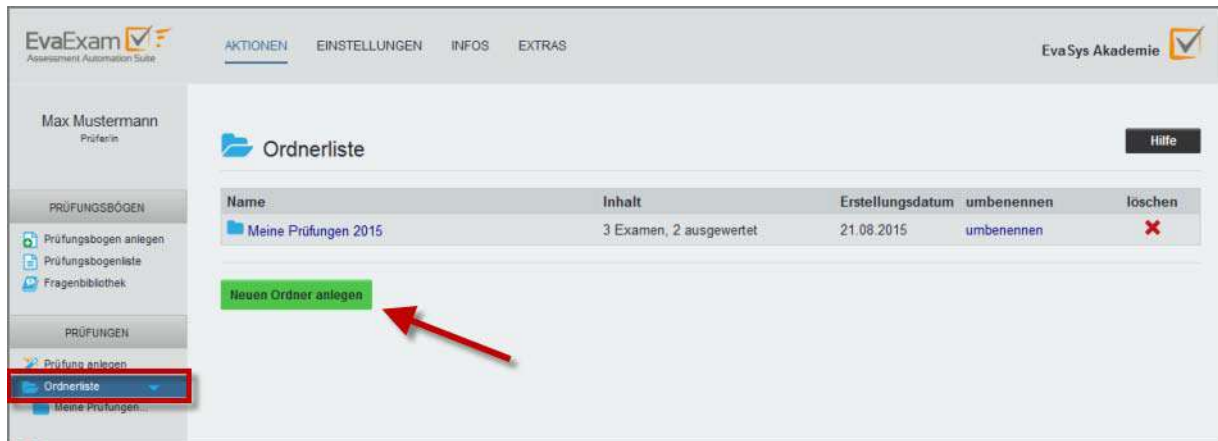 EvaExam
Assessment Automation Suite
AKTIONEN EINSTELLUNGEN INFOS EXTRAS
EvaSys Akademie
Max Mustermann
Prüfer/in
Ordnerliste
Hilfe
PRÜFUNGSBÖGEN
Prüfungsbogen anlegen
Prüfungsbogenliste
Fragenbibliothek
Name Inhalt Erstellungsdatum umbenennen löschen
Meine Prüfungen 2015 3 Examen, 2 ausgewertet 21.08.2015 umbenennen
Neuen Ordner anlegen
PRÜFUNGEN
Prüfung anlegen
Ordnerliste
Meine Prüfungen...